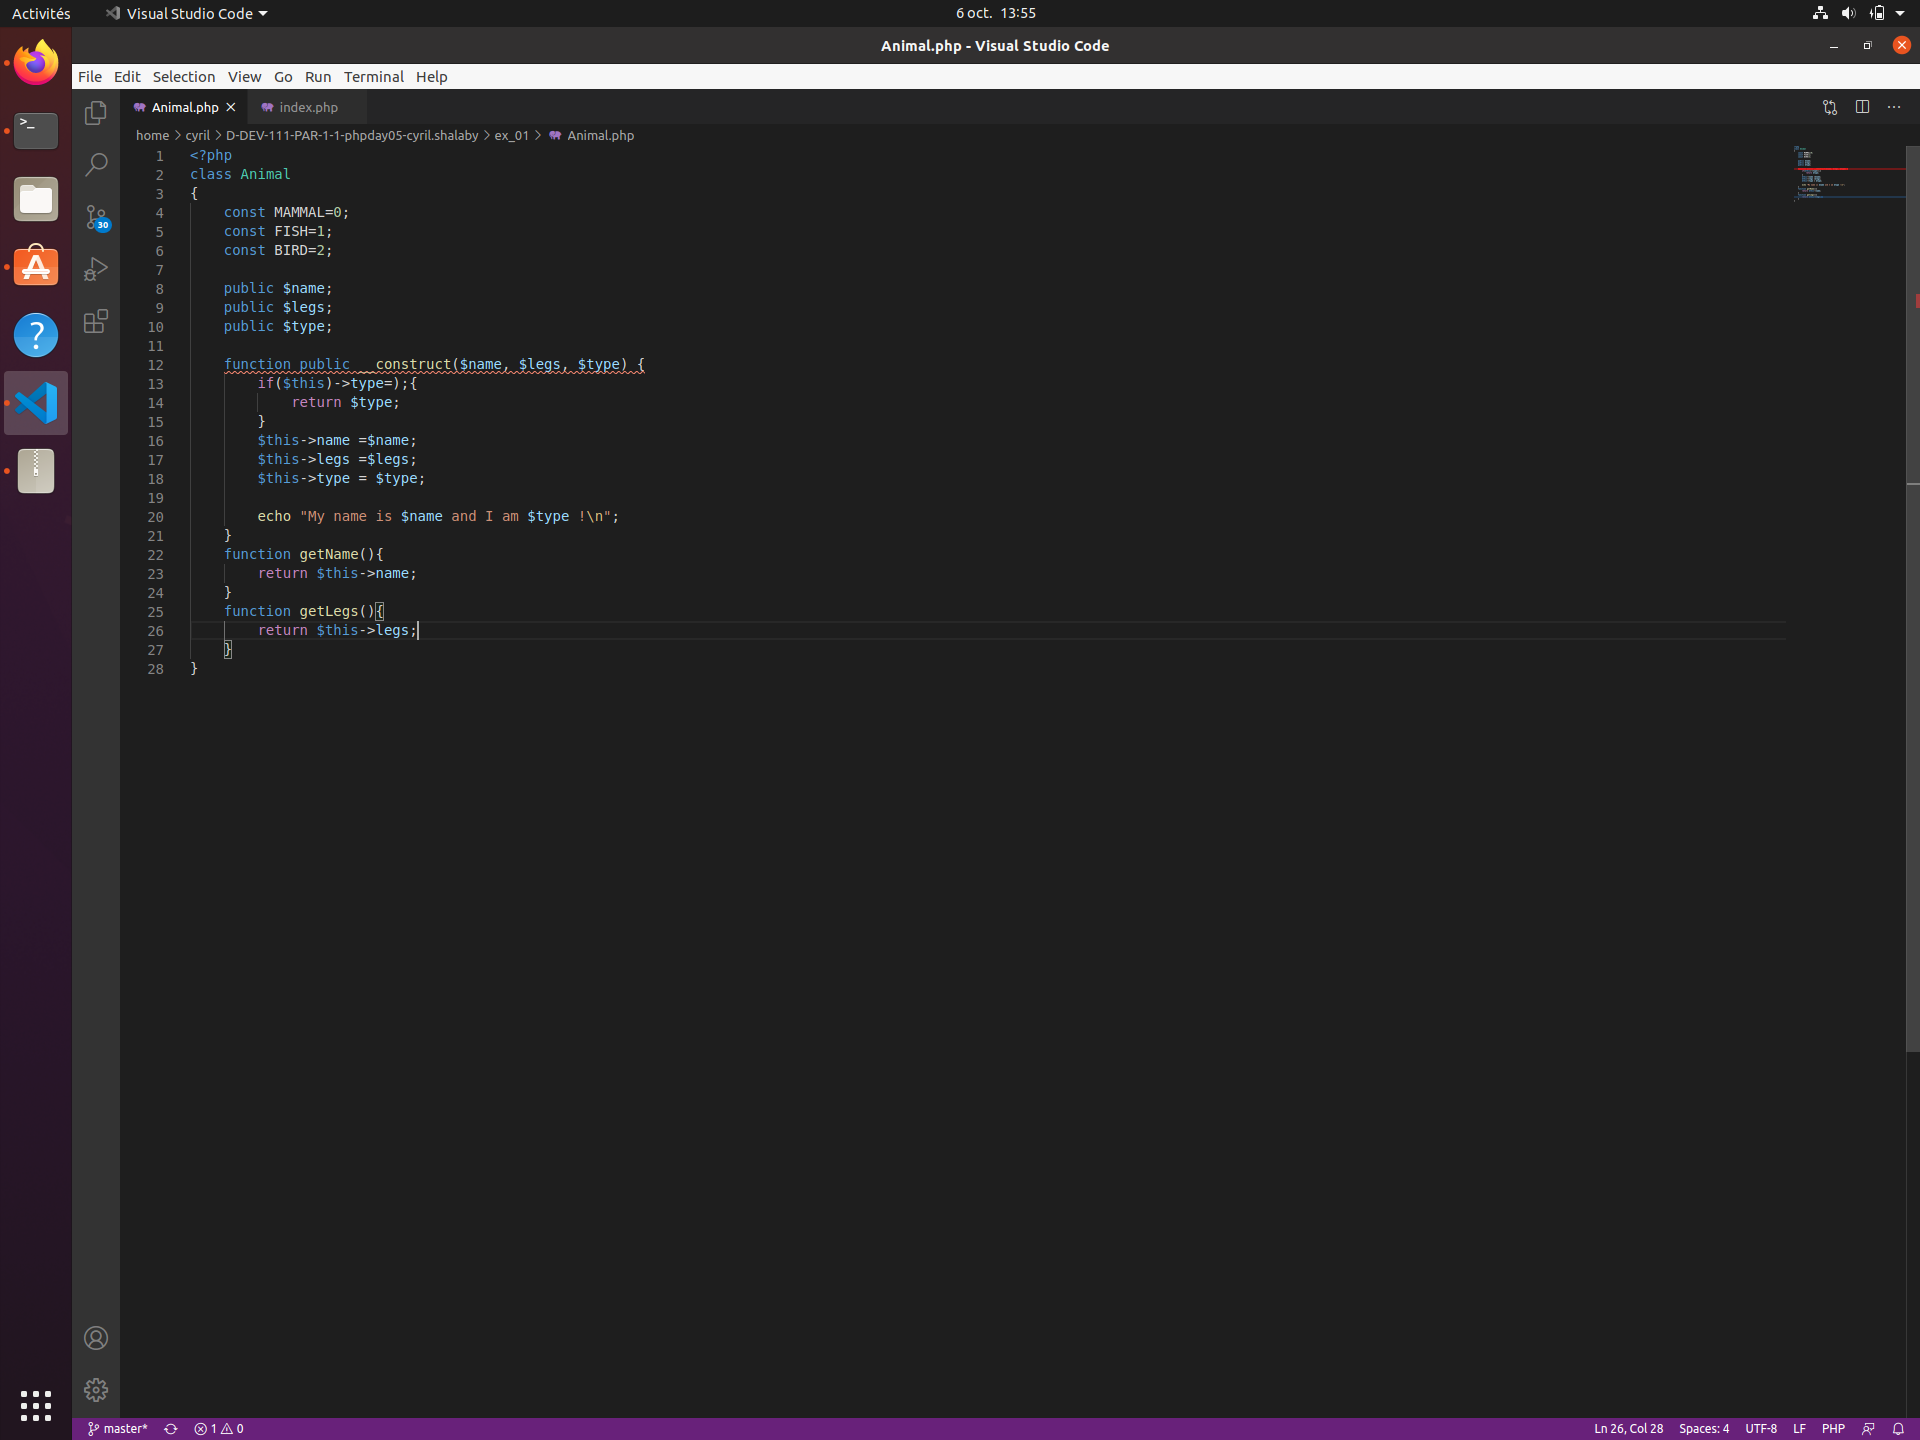 Activités
Visual Studio Code
6 oct. 13:55
Animal.php - Visual Studio Code
File Edit Selection View Go Run Terminal Help
Animal.php index.php
home > cyril > D-DEV-111-PAR-1-1-phpday05-cyril.shalaby > ex_01 > Animal.php
1 <?php
2 class Animal
3 {
4     const MAMMAL=0;
5     const FISH=1;
6     const BIRD=2;
7
8     public $name;
9     public $legs;
10     public $type;
11
12     function public __construct($name, $legs, $type) {
13         if($this)->type=);{
14             return $type;
15         }
16         $this->name =$name;
17         $this->legs =$legs;
18         $this->type = $type;
19
20         echo "My name is $name and I am $type !\n";
21     }
22     function getName(){
23         return $this->name;
24     }
25     function getLegs(){
26         return $this->legs;
27     }
28 }
30
master* 1 0 Ln 26, Col 28 Spaces: 4 UTF-8 LF PHP